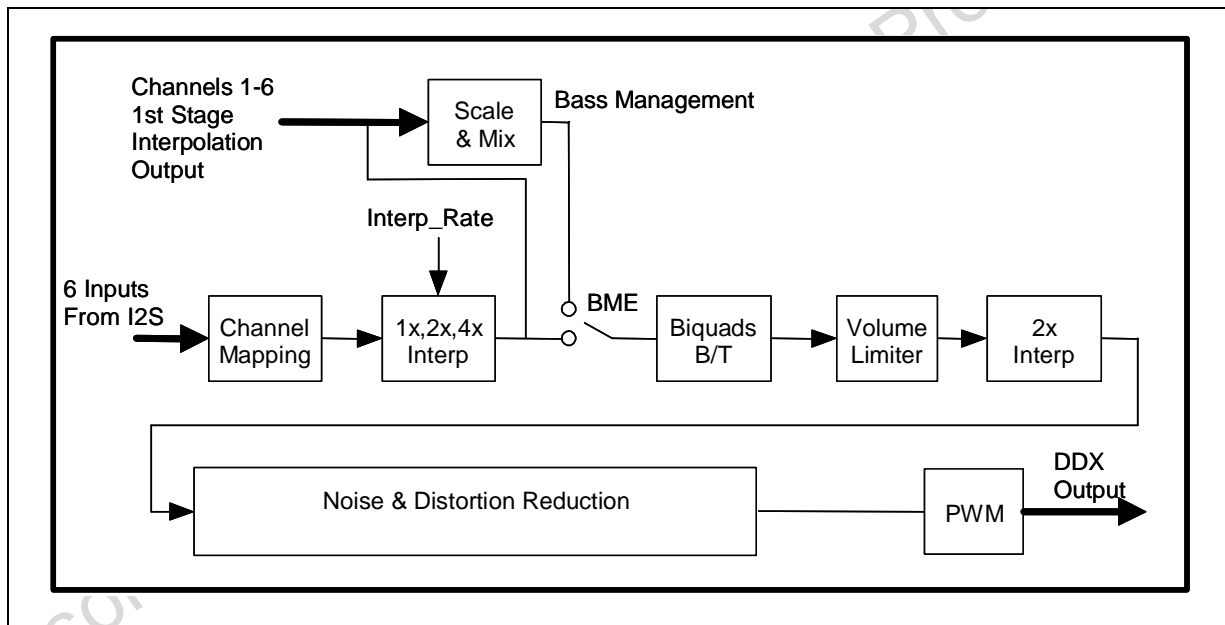 Channels 1-6
1st Stage
Interpolation
Output
Scale
& Mix
Bass Management
Interp_Rate
6 Inputs
From I2S
Channel
Mapping
1x,2x,4x
Interp
BME
Biquads
B/T
Volume
Limiter
2x
Interp
Noise & Distortion Reduction
PWM
DDX
Output